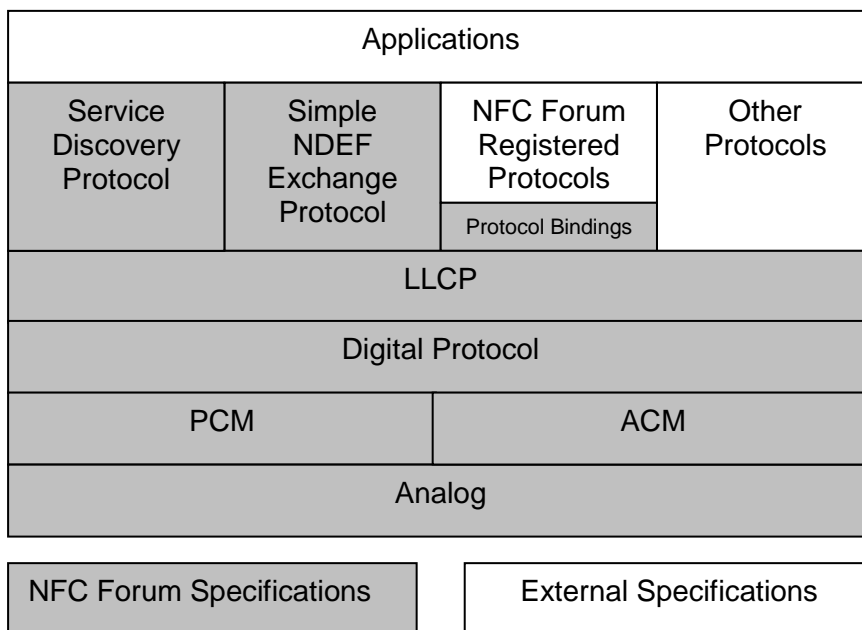 Applications
Service
Discovery
Protocol
Simple
NDEF
Exchange
Protocol
NFC Forum
Registered
Protocols
Protocol Bindings
Other
Protocols
LLCP
Digital Protocol
PCM
ACM
Analog
NFC Forum Specifications
External Specifications